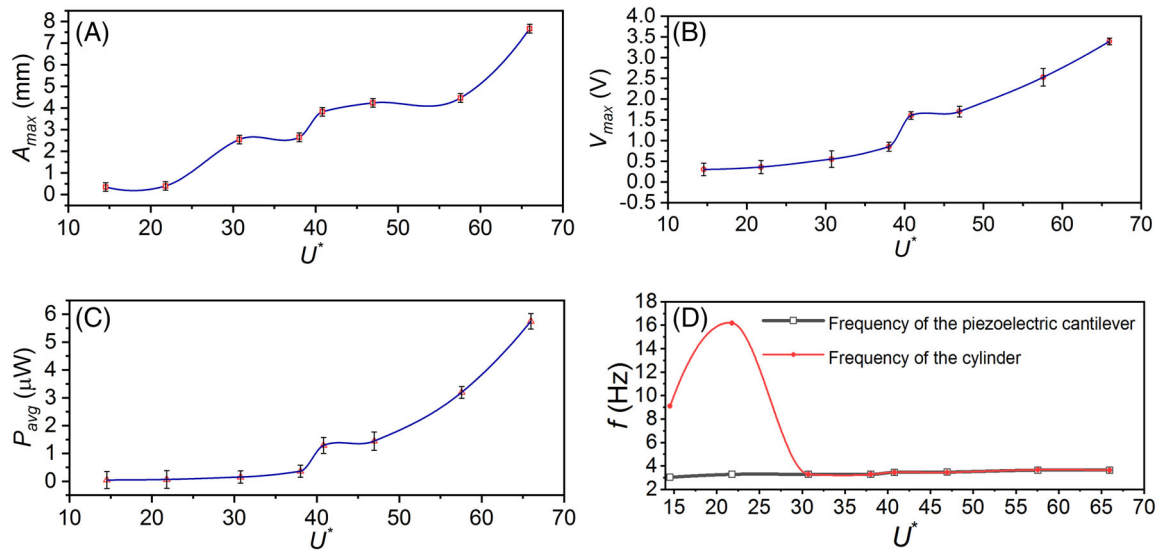 (A)
A_max (mm)
8
7
6
5
4
3
2
1
0
10 20 30 40 50 60 70
U*
(B)
V_max (V)
4.0
3.5
3.0
2.5
1.5
1.0
0.5
0.0
-0.5
10 20 30 40 50 60 70
U*
(C)
P_avg (μW)
6
5
4
3
2
1
0
10 20 30 40 50 60 70
U*
(D)
Frequency of the piezoelectric cantilever
Frequency of the cylinder
f (Hz)
18
16
14
12
10
8
6
4
2
15 20 25 30 35 40 45 50 55 60 65 70
U*